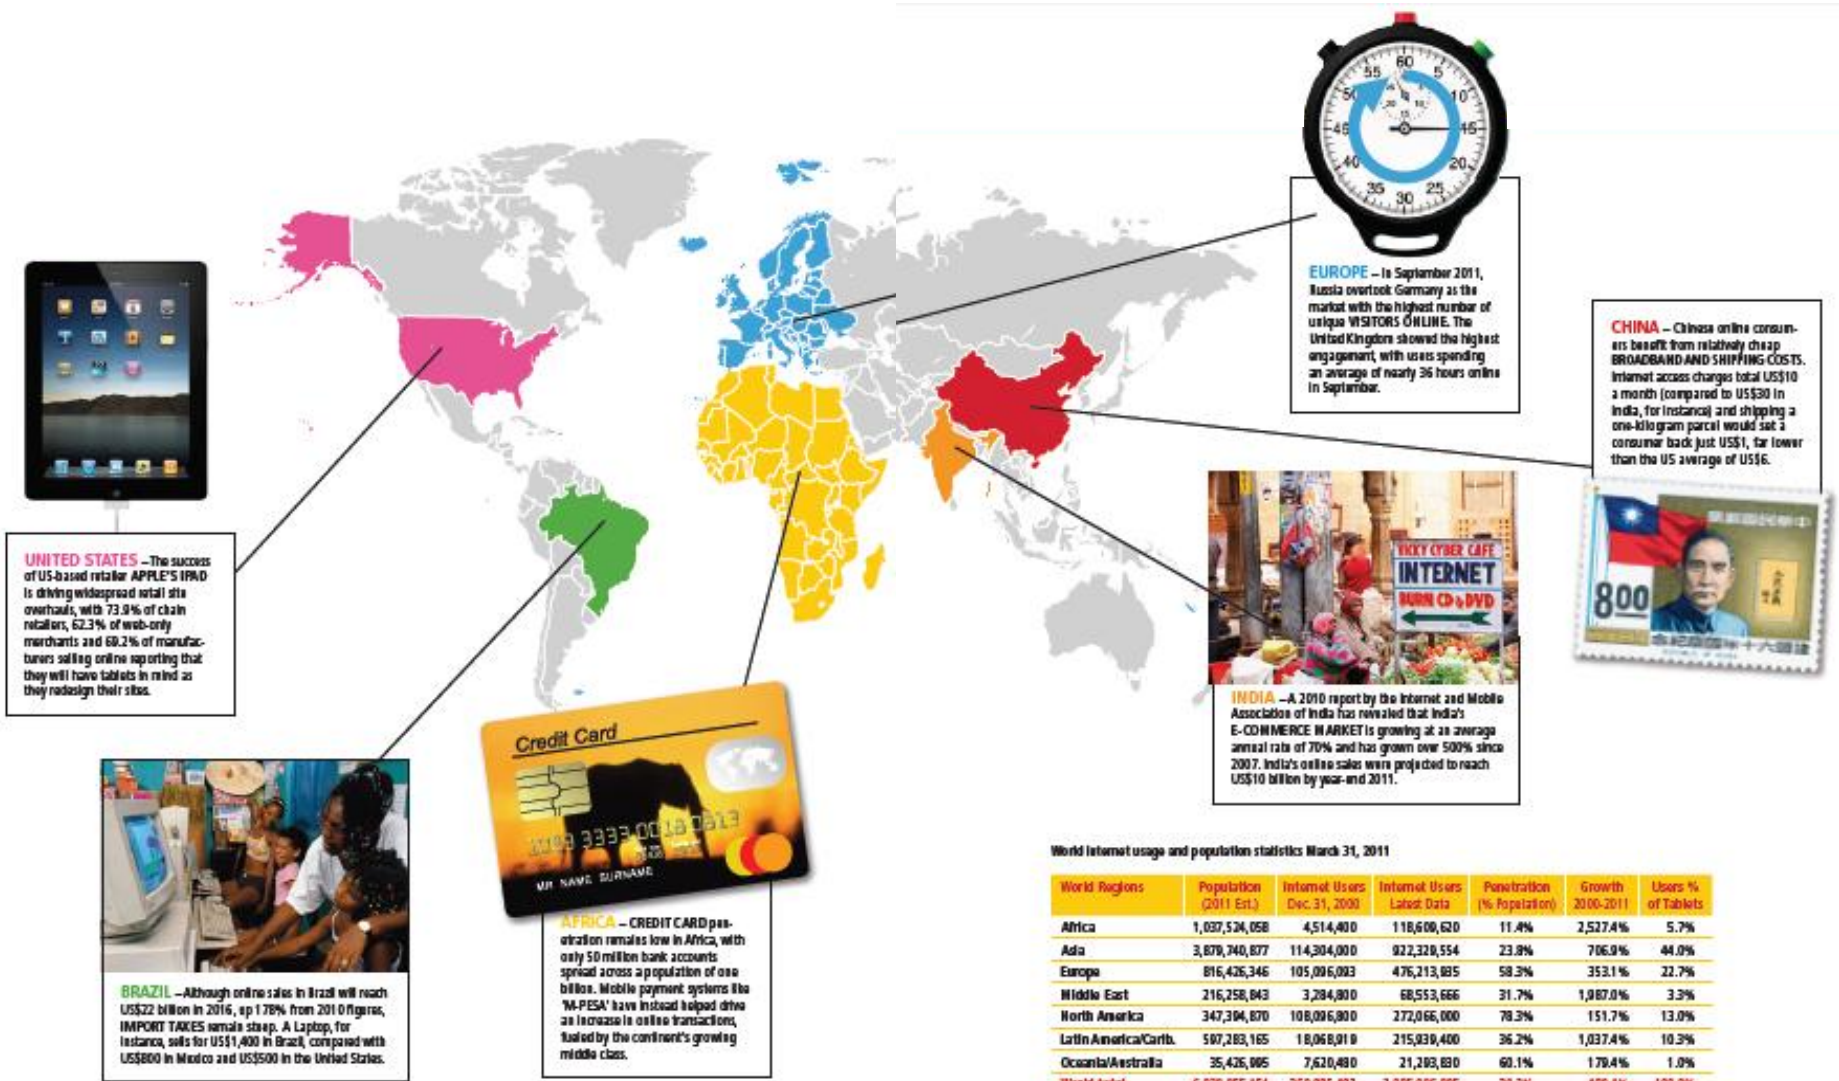 UNITED STATES – The success
of US-based retailer APPLE'S IPAD
is driving widespread retail site
overhauls, with 73.9% of chain
retailers, 62.3% of web-only
merchants and 69.2% of manufac-
turers selling online reporting that
they will have tablets in mind as
they redesign their sites.
BRAZIL – Although online sales in Brazil will reach
US$22 billion in 2016, up 178% from 2010 figures,
IMPORT TAXES remain steep. A Laptop, for
instance, sells for US$1,400 in Brazil, compared with
US$800 in Mexico and US$500 in the United States.
Credit Card
3333
MR NAME SURNAME
AFRICA – CREDIT CARD pen-
etration remains low in Africa, with
only 50 million bank accounts
spread across a population of one
billion. Mobile payment systems like
'M-PESA' have instead helped drive
an increase in online transactions,
fueled by the continent's growing
middle class.
60
55 5
50 10
45 45
40 20
35 25
30
EUROPE – In September 2011,
Russia overtook Germany as the
market with the highest number of
unique VISITORS ONLINE. The
United Kingdom showed the highest
engagement, with users spending
an average of nearly 36 hours online
in September.
CHINA – Chinese online consum-
ers benefit from relatively cheap
BROADBAND AND SHIPPING COSTS.
Internet access charges total US$10
a month (compared to US$30 in
India, for instance) and shipping a
one-kilogram parcel would set a
consumer back just US$1, far lower
than the US average of US$6.
800
VIKKY CYBER CAFE
INTERNET
BURN CD & DVD
INDIA – A 2010 report by the Internet and Mobile
Association of India has revealed that India's
E-COMMERCE MARKET is growing at an average
annual rate of 70% and has grown over 500% since
2007. India's online sales were projected to reach
US$10 billion by year-end 2011.
World internet usage and population statistics March 31, 2011
World Regions Population Internet Users Internet Users Penetration Growth Users %
(2011 Est.) Dec. 31, 2000 Latest Data (% Population) 2000-2011 of Tablets
Africa 1,037,524,058 4,514,400 118,609,620 11.4% 2,527.4% 5.7%
Asia 3,879,740,877 114,304,000 922,329,554 23.8% 706.9% 44.0%
Europe 816,426,346 105,096,093 476,213,935 58.3% 353.1% 22.7%
Middle East 216,258,843 3,284,800 68,553,666 31.7% 1,987.0% 3.3%
North America 347,394,870 108,096,800 272,066,000 78.3% 151.7% 13.0%
Latin America/Carib. 597,283,165 18,068,919 215,939,400 36.2% 1,037.4% 10.3%
Oceania/Australia 35,426,995 7,620,480 21,293,830 60.1% 179.4% 1.0%